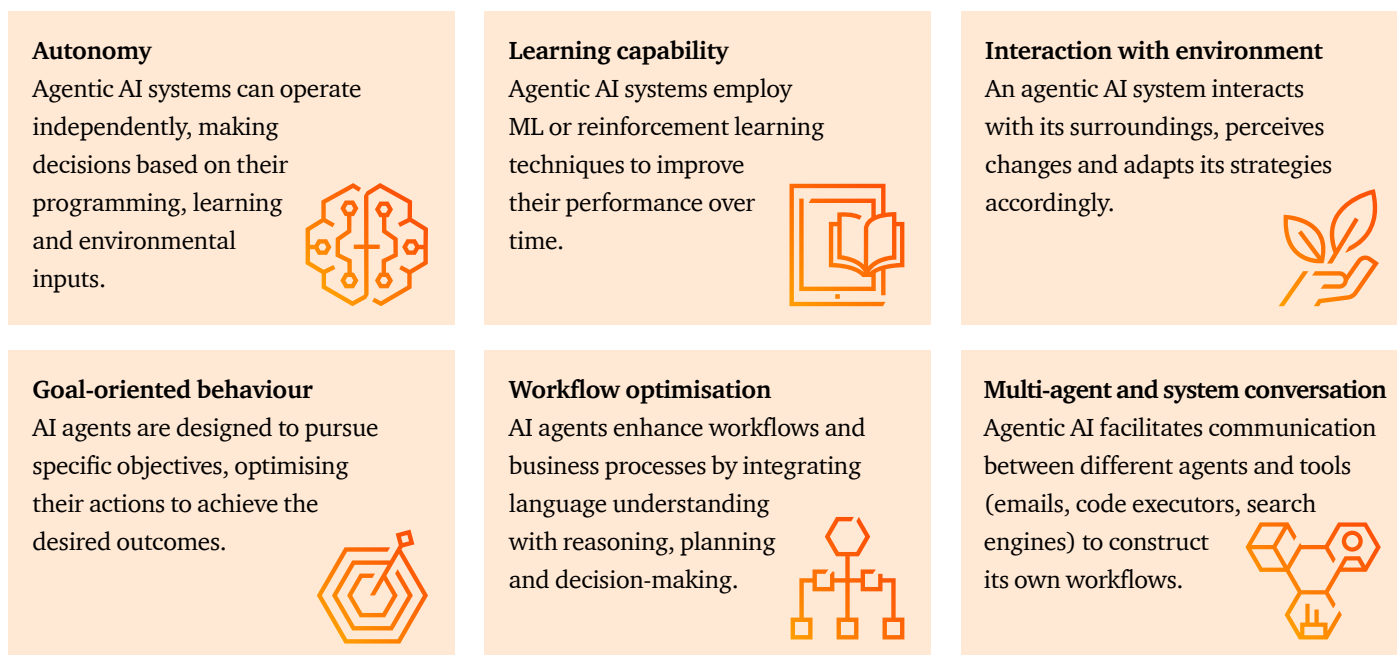 Autonomy
Agentic AI systems can operate
independently, making
decisions based on their
programming, learning
and environmental
inputs.
Learning capability
Agentic AI systems employ
ML or reinforcement learning
techniques to improve
their performance over
time.
Interaction with environment
An agentic AI system interacts
with its surroundings, perceives
changes and adapts its strategies
accordingly.
Goal-oriented behaviour
AI agents are designed to pursue
specific objectives, optimising
their actions to achieve the
desired outcomes.
Workflow optimisation
AI agents enhance workflows and
business processes by integrating
language understanding
with reasoning, planning
and decision-making.
Multi-agent and system conversation
Agentic AI facilitates communication
between different agents and tools
(emails, code executors, search
engines) to construct
its own workflows.